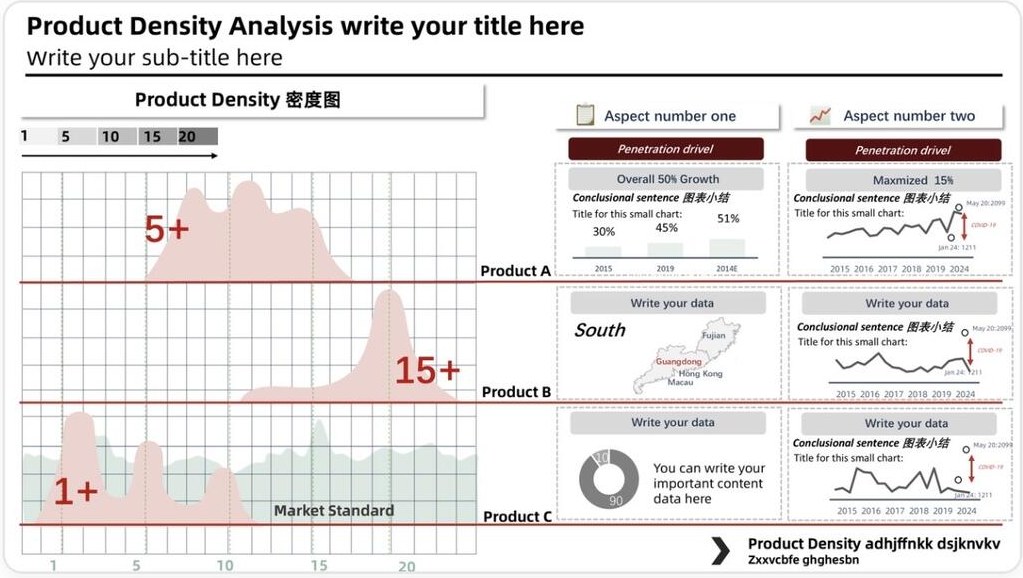 Product Density Analysis write your title here
Write your sub-title here
Product Density 密度图
1 5 10 15 20
5+
Product A
15+
Product B
1+
Market Standard
Product C
1 5 10 15 20
Aspect number one
Penetration drivel
Overall 50% Growth
Conclusional sentence 图表小结
Title for this small chart:
30% 45% 51%
2015 2019 2014E
Write your data
South
Fujian
Guangdong
Hong Kong
Macau
Write your data
10
90
You can write your
important content
data here
Aspect number two
Penetration drivel
Maxmized 15%
Conclusional sentence 图表小结
Title for this small chart:
May 20:2099
COVID-19
Jan 24: 1211
2015 2016 2017 2018 2019 2024
Write your data
Conclusional sentence 图表小结
Title for this small chart:
May 20:2099
COVID-19
Jan 24: 1211
2015 2016 2017 2018 2019 2024
Write your data
Conclusional sentence 图表小结
Title for this small chart:
May 20:2099
COVID-19
Jan 24: 1211
2015 2016 2017 2018 2019 2024
Product Density adhjffnkk dsjknvkv
Zxxvcbfe ghghesbn